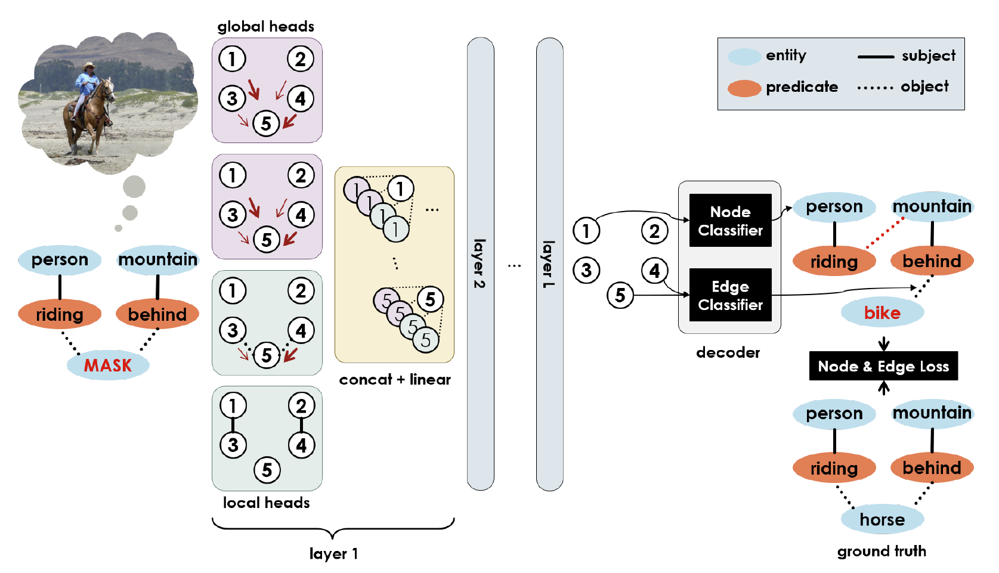 global heads
1 2
3 4
5
1 2
3 4
5
1 2
3 4
5
1 2
3 4
5
local heads
layer 1
person mountain
riding behind
MASK
1 1 1 1 1 ...
...
5 5 5 5 5
concat + linear
layer 2
...
layer L
entity subject
predicate object
1 2
3 4
5
Node
Classifier
Edge
Classifier
decoder
person mountain
riding behind
bike
Node & Edge Loss
person mountain
riding behind
horse
ground truth